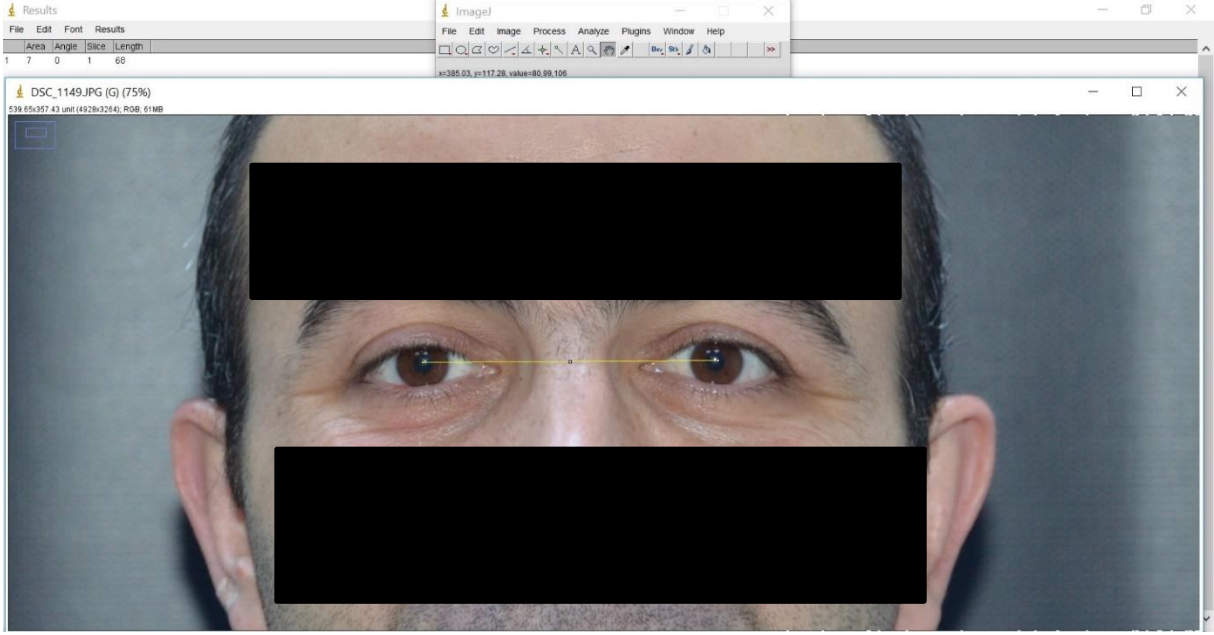 Results
File Edit Font Results
Area Angle Slice Length
1 7 0 1 68
ImageJ
File Edit Image Process Analyze Plugins Window Help
A Dev Stk >>
x=385.03, y=117.28, value=80,99,106
DSC_1149.JPG (G) (75%)
539.65x357.43 unit (4928x3264); RGB; 61MB